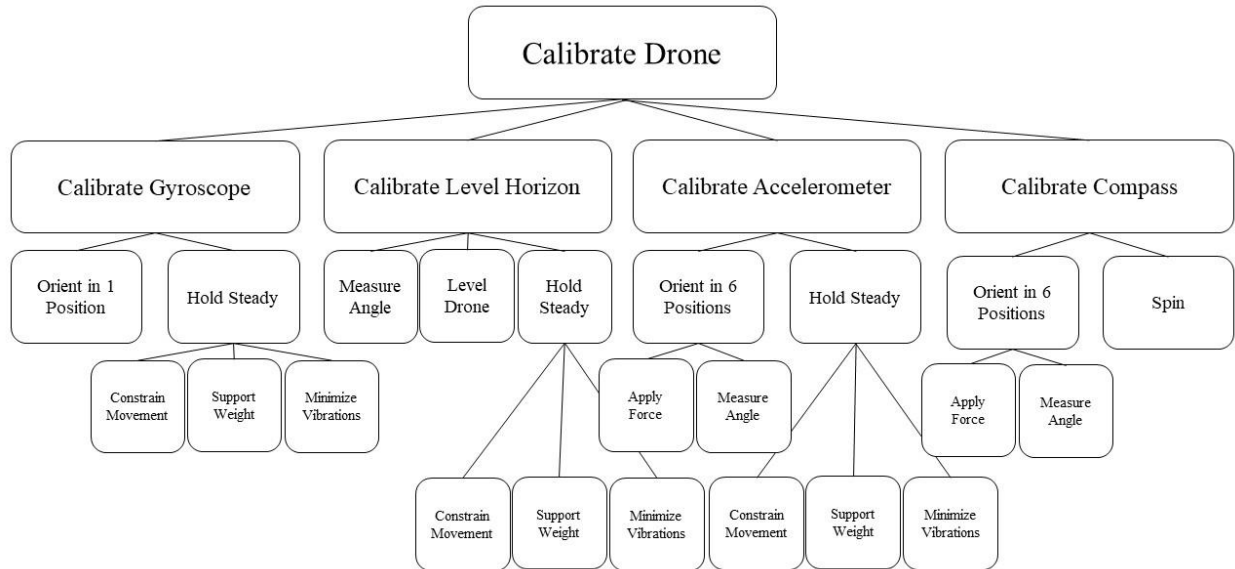 Calibrate Drone
Calibrate Gyroscope
Calibrate Level Horizon
Calibrate Accelerometer
Calibrate Compass
Orient in 1
Position
Hold Steady
Measure
Angle
Level
Drone
Hold
Steady
Orient in 6
Positions
Hold Steady
Orient in 6
Positions
Spin
Constrain
Movement
Support
Weight
Minimize
Vibrations
Apply
Force
Measure
Angle
Apply
Force
Measure
Angle
Constrain
Movement
Support
Weight
Minimize
Vibrations
Constrain
Movement
Support
Weight
Minimize
Vibrations